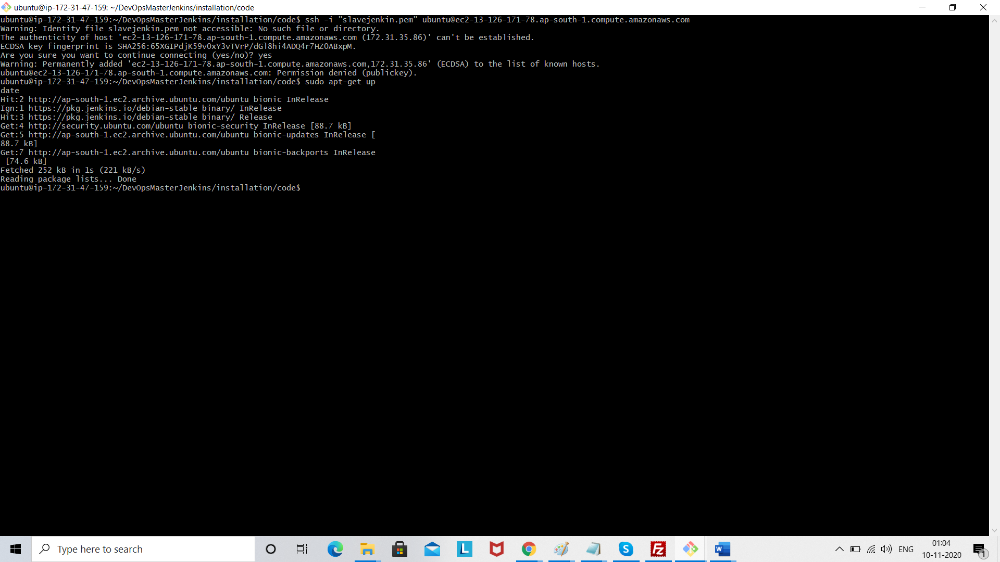 ubuntu@ip-172-31-47-159: ~/DevOpsMasterJenkins/installation/code
ubuntu@ip-172-31-47-159:~/DevOpsMasterJenkins/installation/code$ ssh -i "slavejenkin.pem" ubuntu@ec2-13-126-171-78.ap-south-1.compute.amazonaws.com
Warning: Identity file slavejenkin.pem not accessible: No such file or directory.
The authenticity of host 'ec2-13-126-171-78.ap-south-1.compute.amazonaws.com (172.31.35.86)' can't be established.
ECDSA key fingerprint is SHA256:65XGIPdjK59vOxY3vTVrP/dGl8hi4ADQ4r7HZOABxpM.
Are you sure you want to continue connecting (yes/no)? yes
Warning: Permanently added 'ec2-13-126-171-78.ap-south-1.compute.amazonaws.com,172.31.35.86' (ECDSA) to the list of known hosts.
ubuntu@ec2-13-126-171-78.ap-south-1.compute.amazonaws.com: Permission denied (publickey).
ubuntu@ip-172-31-47-159:~/DevOpsMasterJenkins/installation/code$ sudo apt-get up
date
Hit:2 http://ap-south-1.ec2.archive.ubuntu.com/ubuntu bionic InRelease
Ign:1 https://pkg.jenkins.io/debian-stable binary/ InRelease
Hit:3 https://pkg.jenkins.io/debian-stable binary/ Release
Get:4 http://security.ubuntu.com/ubuntu bionic-security InRelease [88.7 kB]
Get:5 http://ap-south-1.ec2.archive.ubuntu.com/ubuntu bionic-updates InRelease [
88.7 kB]
Get:7 http://ap-south-1.ec2.archive.ubuntu.com/ubuntu bionic-backports InRelease
 [74.6 kB]
Fetched 252 kB in 1s (221 kB/s)
Reading package lists... Done
ubuntu@ip-172-31-47-159:~/DevOpsMasterJenkins/installation/code$
Type here to search
L
S
FZ
W
ENG
01:04
10-11-2020
1